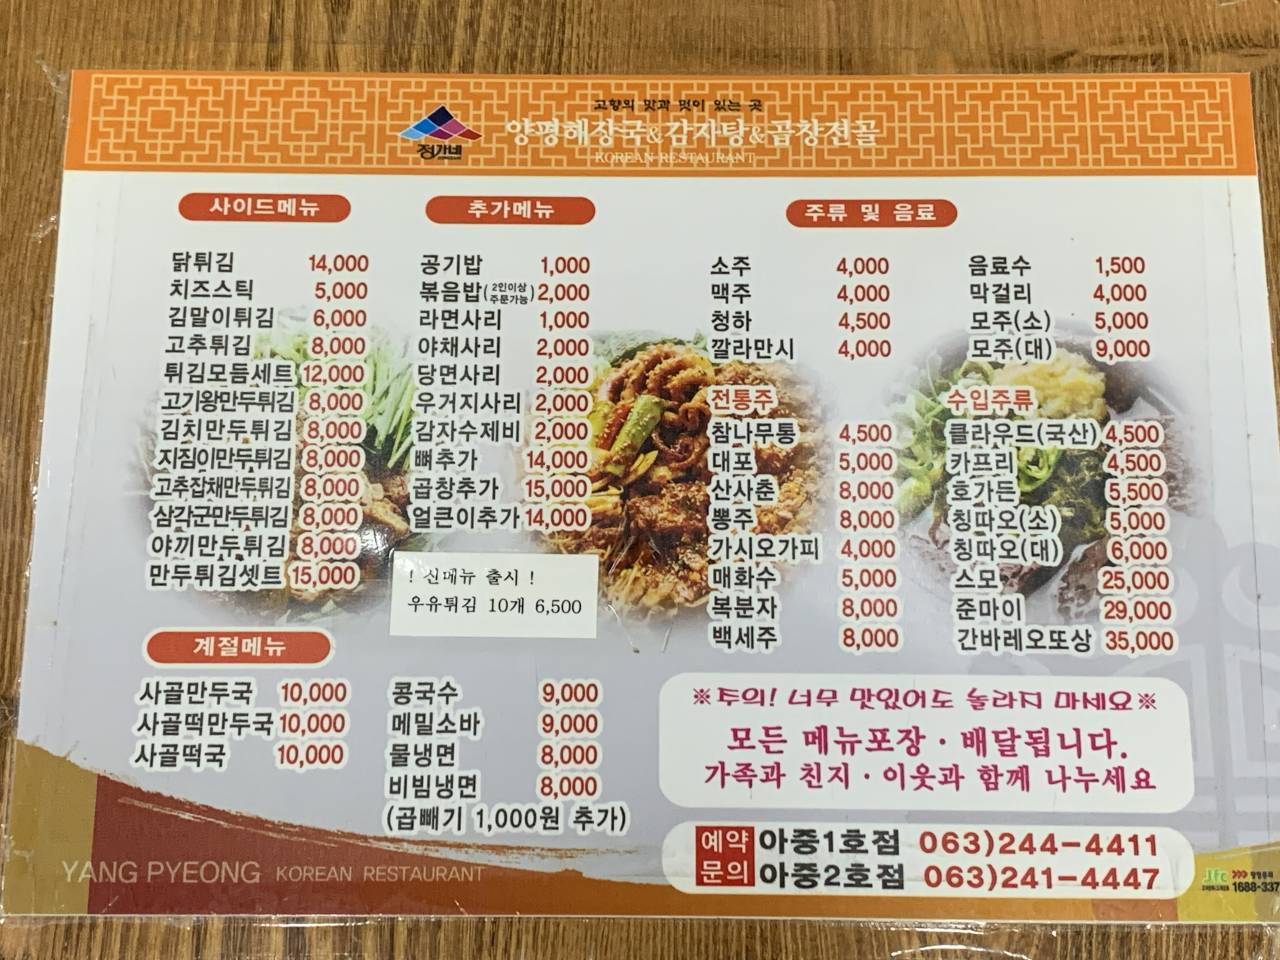 고향의 맛과 멋이 있는 곳
정가네
양평해장국&감자탕&곱창전골
KOREAN RESTAURANT
사이드메뉴
닭튀김 14,000
치즈스틱 5,000
김말이튀김 6,000
고추튀김 8,000
튀김모듬세트 12,000
고기왕만두튀김 8,000
김치만두튀김 8,000
지짐이만두튀김 8,000
고추잡채만두튀김 8,000
삼각군만두튀김 8,000
야끼만두튀김 8,000
만두튀김셋트 15,000
추가메뉴
공기밥 1,000
볶음밥(2인이상 주문가능) 2,000
라면사리 1,000
야채사리 2,000
당면사리 2,000
우거지사리 2,000
감자수제비 2,000
뼈추가 14,000
곱창추가 15,000
얼큰이추가 14,000
! 신메뉴 출시 !
우유튀김 10개 6,500
주류 및 음료
소주 4,000
맥주 4,000
청하 4,500
깔라만시 4,000
전통주
참나무통 4,500
대포 5,000
산사춘 8,000
뽕주 8,000
가시오가피 4,000
매화수 5,000
복분자 8,000
백세주 8,000
음료수 1,500
막걸리 4,000
모주(소) 5,000
모주(대) 9,000
수입주류
클라우드(국산) 4,500
카프리 4,500
호가든 5,500
칭따오(소) 5,000
칭따오(대) 6,000
스모 25,000
준마이 29,000
간바레오또상 35,000
계절메뉴
사골만두국 10,000
사골떡만두국 10,000
사골떡국 10,000
콩국수 9,000
메밀소바 9,000
물냉면 8,000
비빔냉면 8,000
(곱빼기 1,000원 추가)
※투의! 너무 맛있어도 놀라지 마세요※
모든 메뉴포장·배달됩니다.
가족과 친지·이웃과 함께 나누세요
예약문의
아중1호점 063)244-4411
아중2호점 063)241-4447
YANG PYEONG KOREAN RESTAURANT
Jfc
1688-337